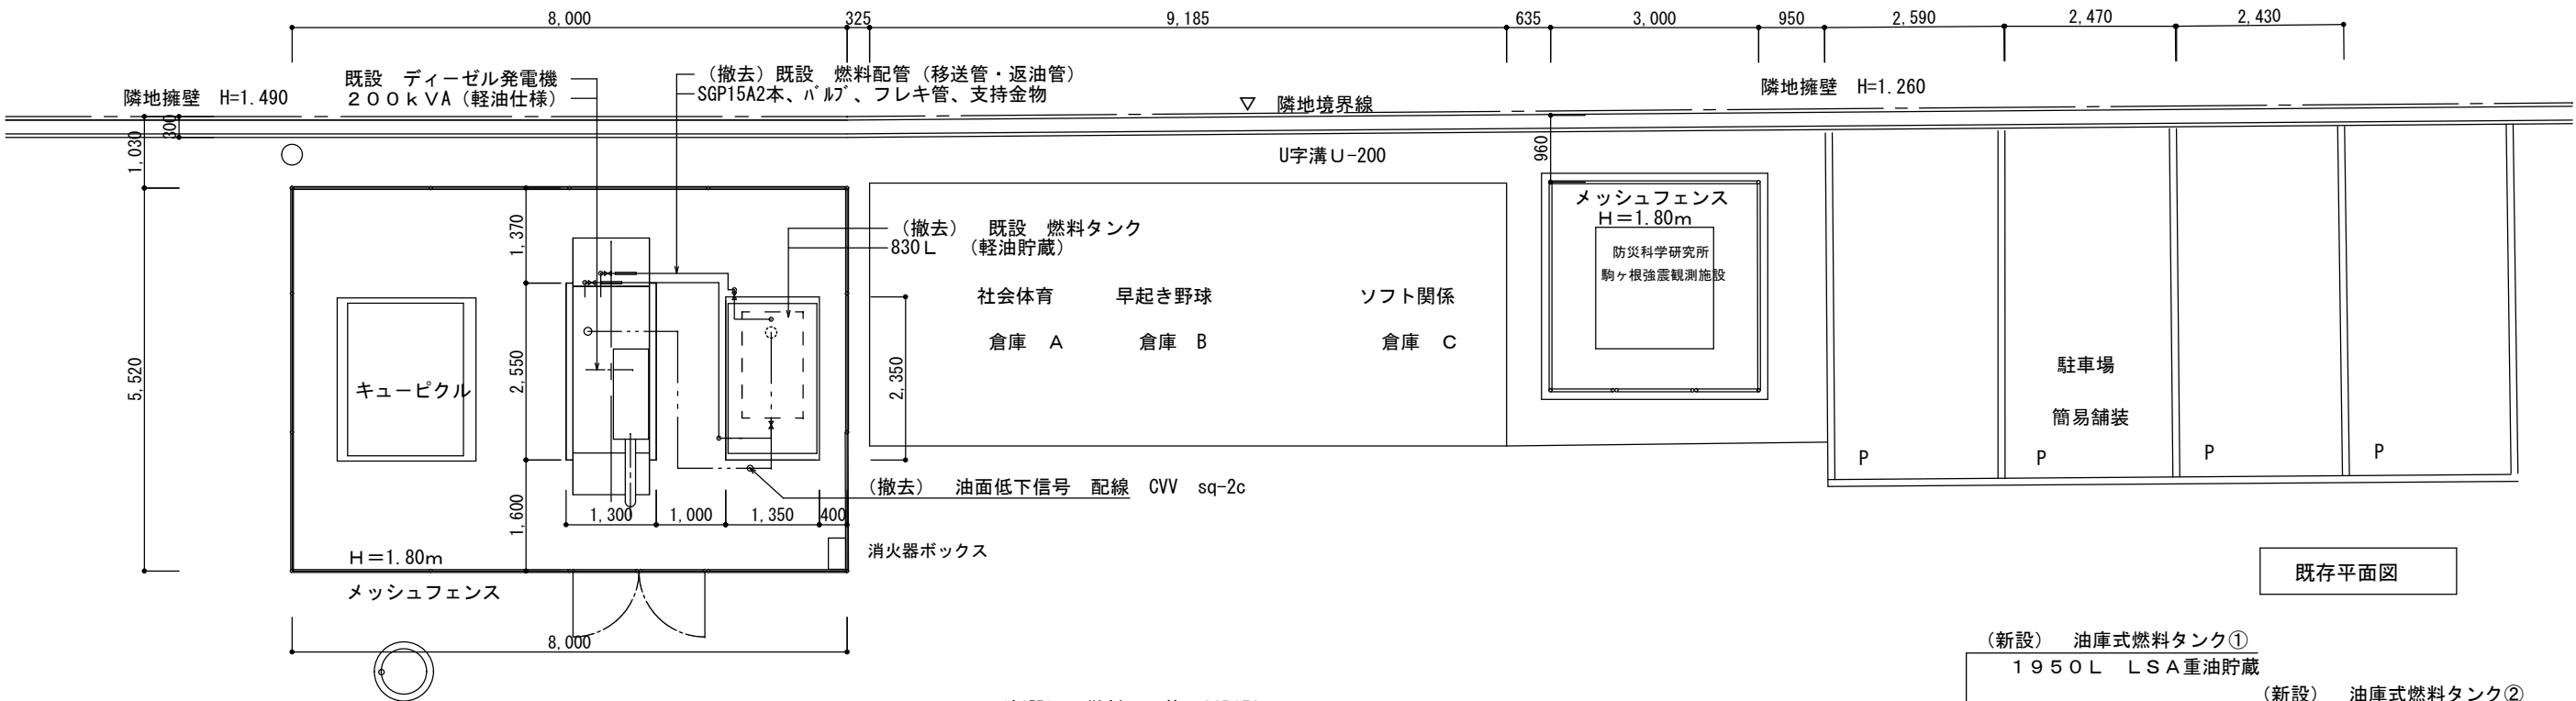 8,000
325
9,185
635
3,000
950
2,590
2,470
2,430
既設　ディーゼル発電機
２００ｋＶＡ（軽油仕様）
（撤去）既設　燃料配管（移送管・返油管）
SGP15A2本、ﾊﾞﾙﾌﾞ、フレキ管、支持金物
隣地擁壁　H=1.490
▽　隣地境界線
隣地擁壁　H=1.260
300
1,030
960
U字溝Ｕ-200
メッシュフェンス
Ｈ＝1.80m
防災科学研究所
駒ヶ根強震観測施設
1,370
（撤去）　既設　燃料タンク
830Ｌ　（軽油貯蔵）
社会体育
早起き野球
ソフト関係
倉庫　Ａ
倉庫　Ｂ
倉庫　Ｃ
5,520
キューピクル
2,550
2,350
駐車場
簡易舗装
P
P
P
P
（撤去）　油面低下信号　配線　CVV　sq-2c
1,600
1,300
1,000
1,350
400
消火器ボックス
Ｈ＝1.80m
メッシュフェンス
既存平面図
8,000
（新設）　油庫式燃料タンク①
１９５０Ｌ　ＬＳＡ重油貯蔵
（新設）　油庫式燃料タンク②